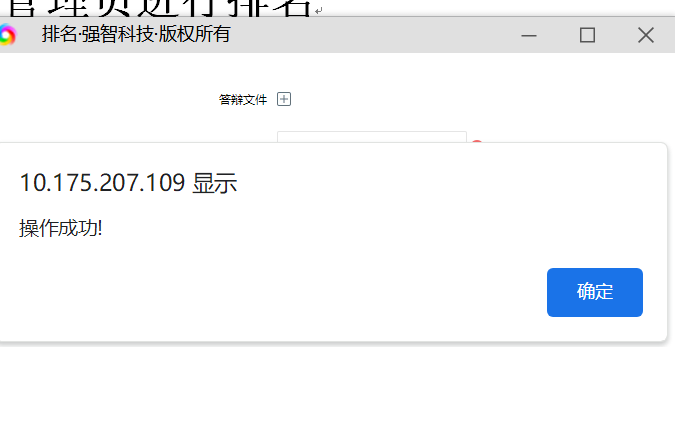 管理员进行排名
排名·强智科技·版权所有
答辩文件
10.175.207.109 显示
操作成功!
确定